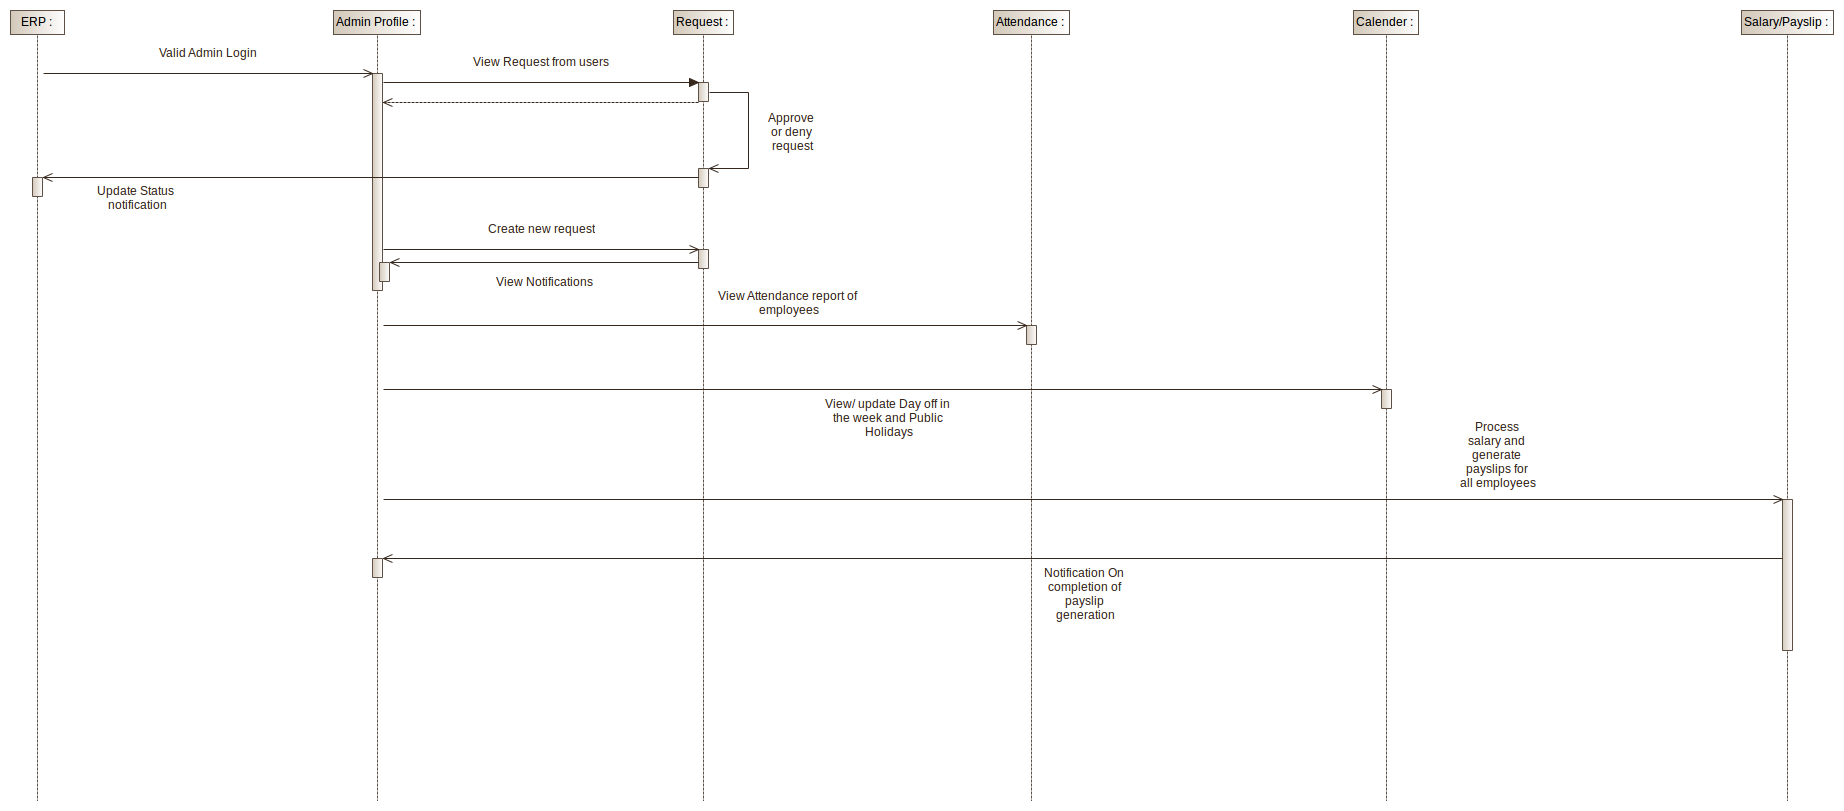 ERP :
Admin Profile :
Request :
Attendance :
Calender :
Salary/Payslip :
Valid Admin Login
View Request from users
Approve
or deny
request
Update Status
notification
Create new request
View Notifications
View Attendance report of
employees
View/ update Day off in
the week and Public
Holidays
Process
salary and
generate
payslips for
all employees
Notification On
completion of
payslip
generation